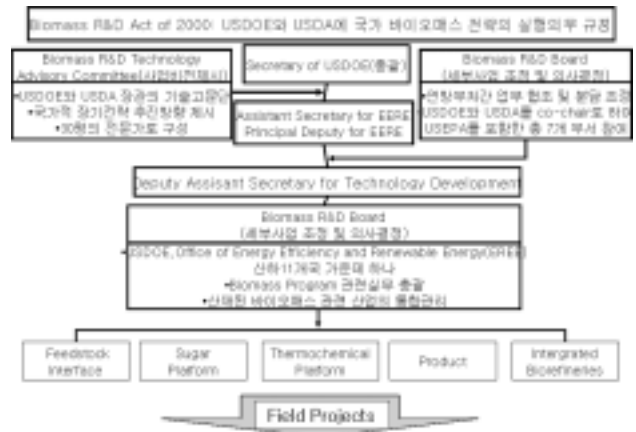 Biomass R&D Act of 2000: USDOE와 USDA에 국가 바이오매스 전략의 실험의무 규정
Biomass R&D Technology
Advisory Committee(사업비전제시)
•USDOE와 USDA 장관의 기술고문단
•국가적 장기전략 추진방향 제시
•30명의 전문가로 구성
Secretary of USDOE(총괄)
Assistant Secretary for EERE
Principal Deputy for EERE
Biomass R&D Board
(세부사업 조정 및 의사결정)
•연방부처간 업무 협조 및 분담 조정
•USDOE와 USDA를 co-chair로 하여
USEPA를 포함한 총 7개 부서 참여
Deputy Assisant Secretary for Technology Development
Biomass R&D Board
(세부사업 조정 및 의사결정)
•USDOE, Office of Energy Efficiency and Renewable Energy(EREE)
산하 11개국 가운데 하나
•Biomass Program 관련실무 총괄
•산재된 바이오매스 관련 산업의 통합관리
Feedstock
Interface
Sugar
Platform
Thermochemical
Platform
Product
Intergrated
Biorefineries
Field Projects